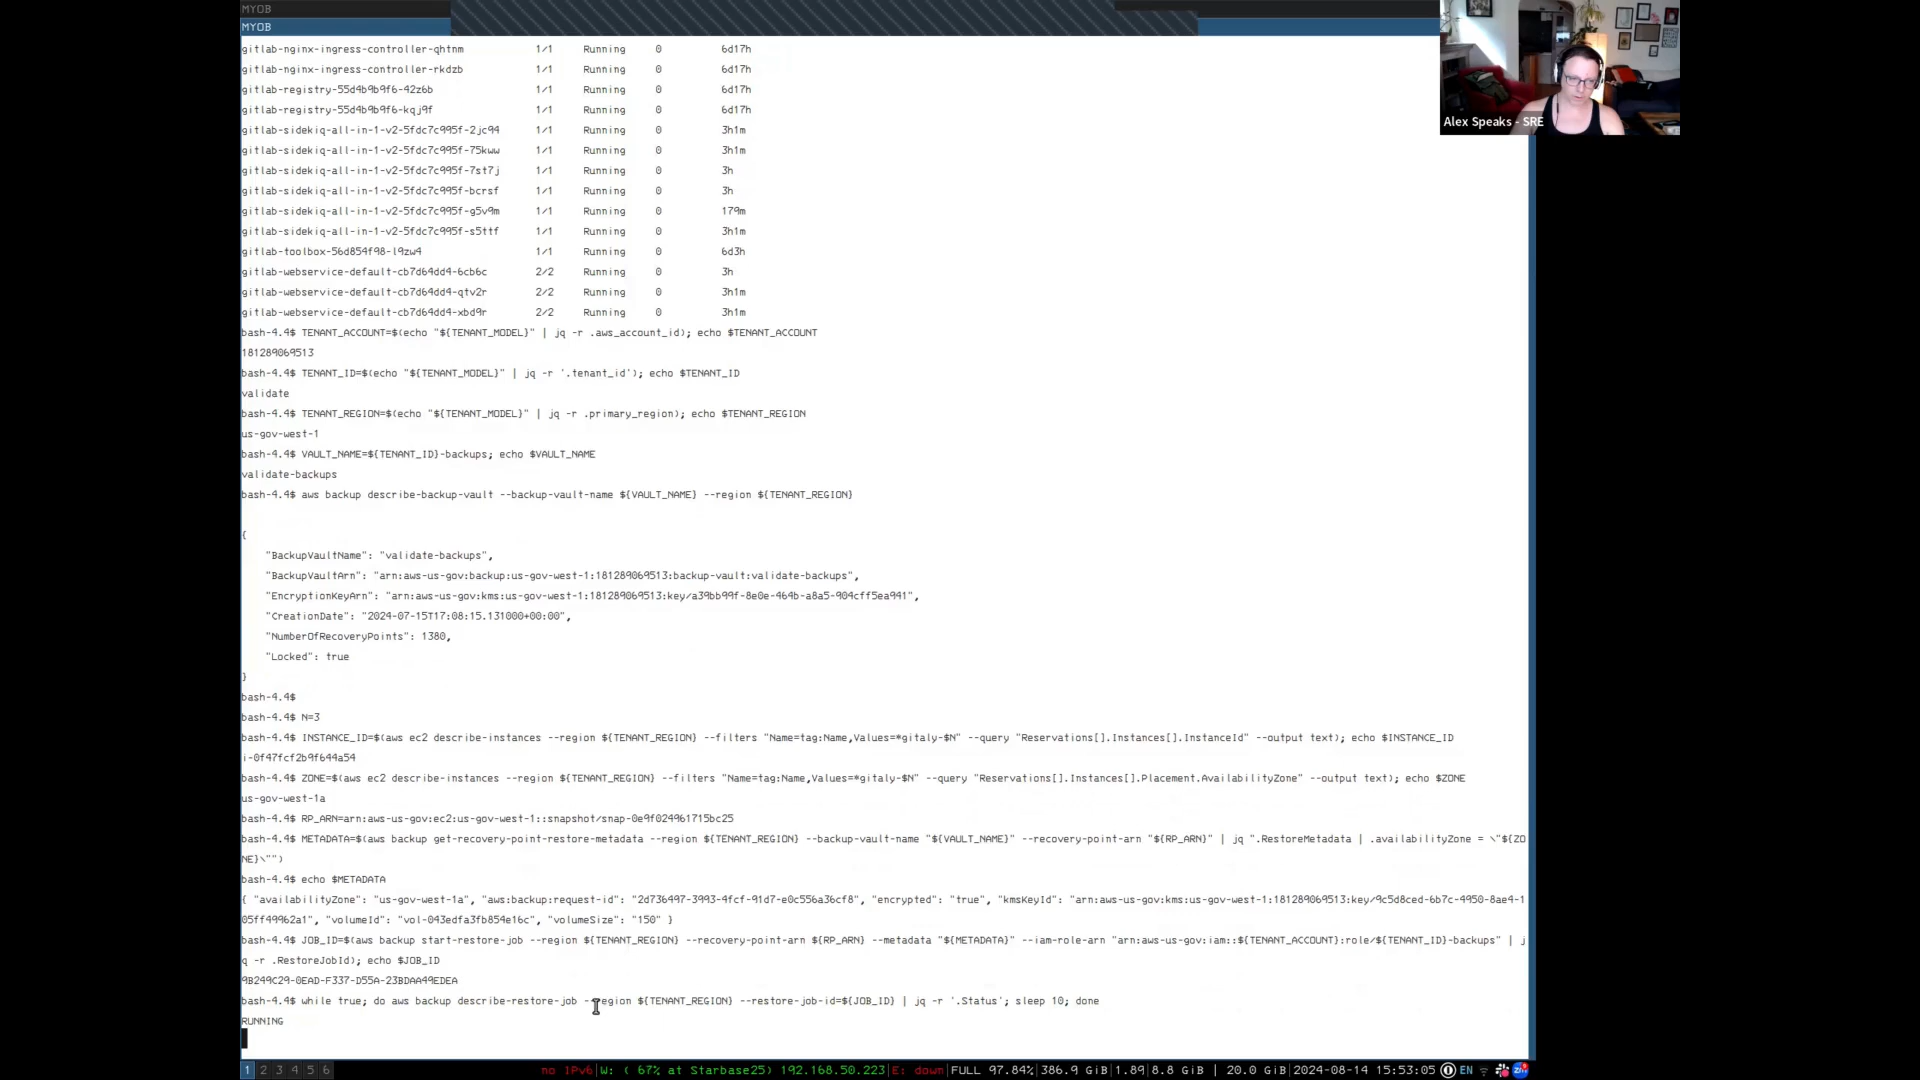 MYOB
MYOB
gitlab-nginx-ingress-controller-qhtnm 1/1 Running 0 6d17h
gitlab-nginx-ingress-controller-rkdzb 1/1 Running 0 6d17h
gitlab-registry-55d4b9b9f6-42z6b 1/1 Running 0 6d17h
gitlab-registry-55d4b9b9f6-kqj9f 1/1 Running 0 6d17h
gitlab-sidekiq-all-in-1-v2-5fdc7c995f-2jc94 1/1 Running 0 3h1m
gitlab-sidekiq-all-in-1-v2-5fdc7c995f-75kww 1/1 Running 0 3h1m
gitlab-sidekiq-all-in-1-v2-5fdc7c995f-7st7j 1/1 Running 0 3h
gitlab-sidekiq-all-in-1-v2-5fdc7c995f-bcrsf 1/1 Running 0 3h
gitlab-sidekiq-all-in-1-v2-5fdc7c995f-g5v9m 1/1 Running 0 179m
gitlab-sidekiq-all-in-1-v2-5fdc7c995f-s5ttf 1/1 Running 0 3h1m
gitlab-toolbox-56d854f98-l9zw4 1/1 Running 0 6d3h
gitlab-webservice-default-cb7d64dd4-6cb6c 2/2 Running 0 3h
gitlab-webservice-default-cb7d64dd4-qtv2r 2/2 Running 0 3h1m
gitlab-webservice-default-cb7d64dd4-xbd9r 2/2 Running 0 3h1m
bash-4.4$ TENANT_ACCOUNT=$(echo "${TENANT_MODEL}" | jq -r .aws_account_id); echo $TENANT_ACCOUNT
181289069513
bash-4.4$ TENANT_ID=$(echo "${TENANT_MODEL}" | jq -r '.tenant_id'); echo $TENANT_ID
validate
bash-4.4$ TENANT_REGION=$(echo "${TENANT_MODEL}" | jq -r .primary_region); echo $TENANT_REGION
us-gov-west-1
bash-4.4$ VAULT_NAME=${TENANT_ID}-backups; echo $VAULT_NAME
validate-backups
bash-4.4$ aws backup describe-backup-vault --backup-vault-name ${VAULT_NAME} --region ${TENANT_REGION}
{
"BackupVaultName": "validate-backups",
"BackupVaultArn": "arn:aws-us-gov:backup:us-gov-west-1:181289069513:backup-vault:validate-backups",
"EncryptionKeyArn": "arn:aws-us-gov:kms:us-gov-west-1:181289069513:key/a39bb99f-8e0e-464b-a8a5-904cff5ea941",
"CreationDate": "2024-07-15T17:08:15.131000+00:00",
"NumberOfRecoveryPoints": 1380,
"Locked": true
}
bash-4.4$
bash-4.4$ N=3
bash-4.4$ INSTANCE_ID=$(aws ec2 describe-instances --region ${TENANT_REGION} --filters "Name=tag:Name,Values=*gitaly-$N" --query "Reservations[].Instances[].InstanceId" --output text); echo $INSTANCE_ID
i-0f47fcf2b9f644a54
bash-4.4$ ZONE=$(aws ec2 describe-instances --region ${TENANT_REGION} --filters "Name=tag:Name,Values=*gitaly-$N" --query "Reservations[].Instances[].Placement.AvailabilityZone" --output text); echo $ZONE
us-gov-west-1a
bash-4.4$ RP_ARN=arn:aws-us-gov:ec2:us-gov-west-1::snapshot/snap-0e9f024961715bc25
bash-4.4$ METADATA=$(aws backup get-recovery-point-restore-metadata --region ${TENANT_REGION} --backup-vault-name "${VAULT_NAME}" --recovery-point-arn "${RP_ARN}" | jq ".RestoreMetadata | .availabilityZone = \"${ZO
NE}\"")
bash-4.4$ echo $METADATA
{ "availabilityZone": "us-gov-west-1a", "aws:backup:request-id": "2d736497-3993-4fcf-91d7-e0c556a36cf8", "encrypted": "true", "kmsKeyId": "arn:aws-us-gov:kms:us-gov-west-1:181289069513:key/9c5d8ced-6b7c-4950-8ae4-1
05ff49962a1", "volumeId": "vol-043edfa3fb854e16c", "volumeSize": "150" }
bash-4.4$ JOB_ID=$(aws backup start-restore-job --region ${TENANT_REGION} --recovery-point-arn ${RP_ARN} --metadata "${METADATA}" --iam-role-arn "arn:aws-us-gov:iam::${TENANT_ACCOUNT}:role/${TENANT_ID}-backups" | j
q -r .RestoreJobId); echo $JOB_ID
9B249C29-0EAD-F337-D55A-23BDAA49EDEA
bash-4.4$ while true; do aws backup describe-restore-job --region ${TENANT_REGION} --restore-job-id=${JOB_ID} | jq -r '.Status'; sleep 10; done
RUNNING
1 2 3 4 5 6 no IPv6|W: ( 67% at Starbase25) 192.168.50.223|E: down|FULL 97.84%|386.9 GiB|1.89|8.8 GiB | 20.0 GiB|2024-08-14 15:53:05 EN
Alex Speaks - SRE